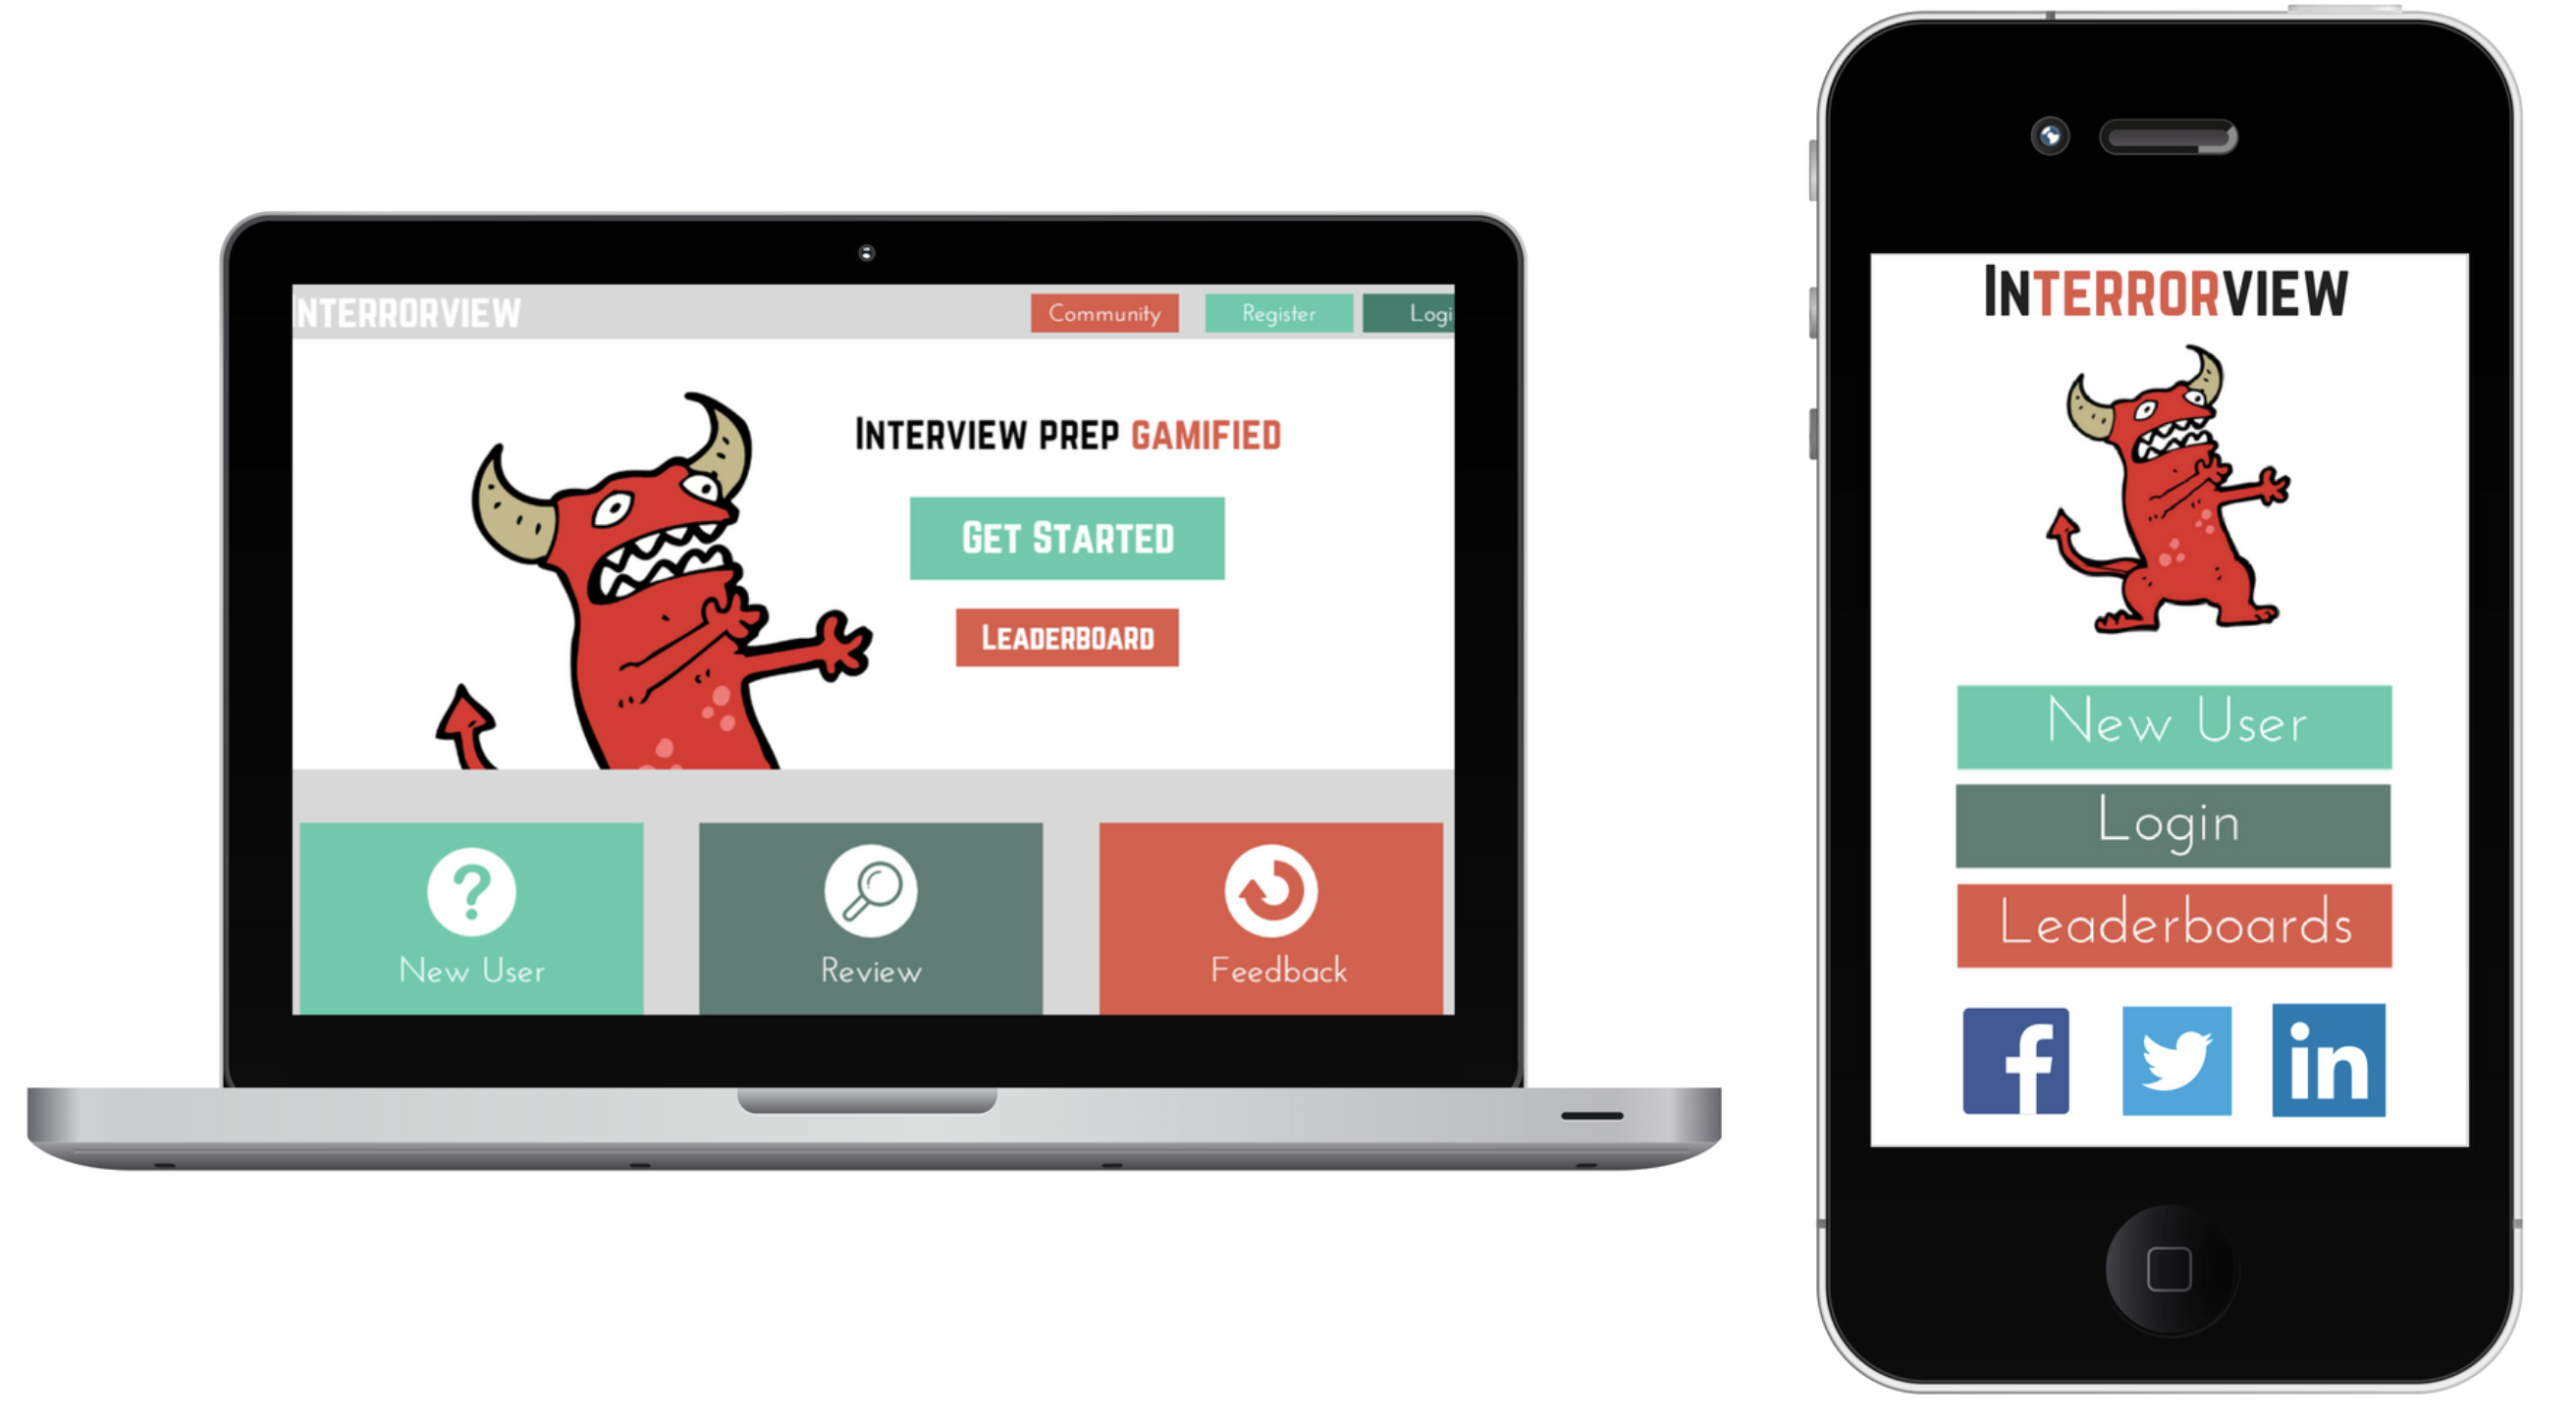 INTERRORVIEW
Community
Register
Logi
INTERVIEW PREP GAMIFIED
GET STARTED
LEADERBOARD
New User
Review
Feedback
INTERRORVIEW
New User
Login
Leaderboards
f
in